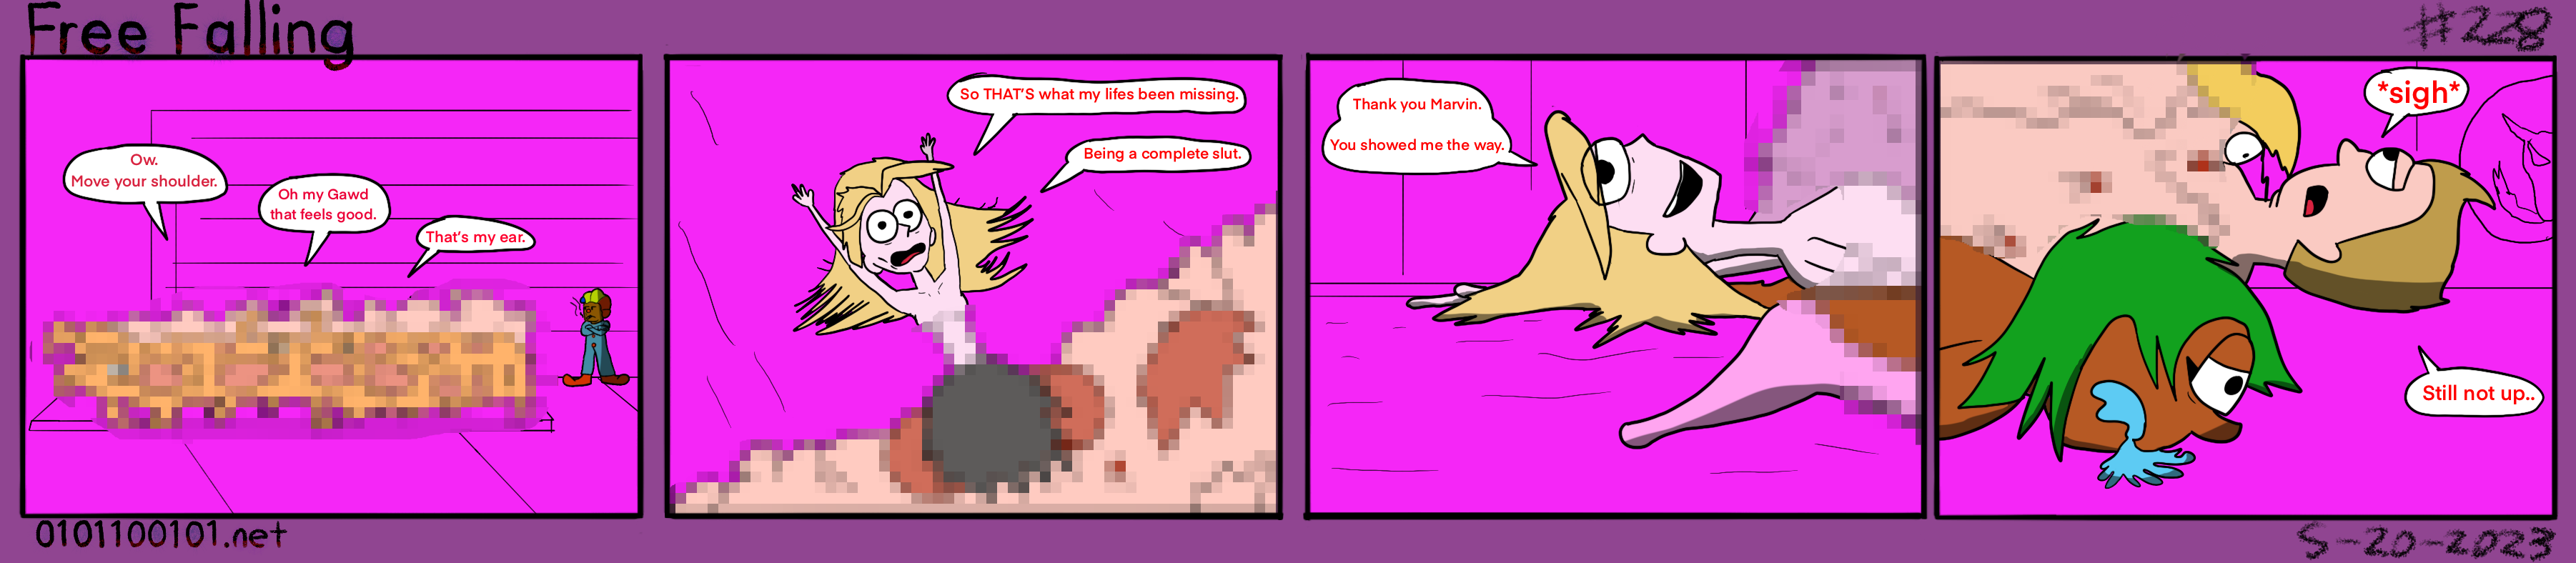 Free Falling
#228
Ow.
Move your shoulder.
Oh my Gawd
that feels good.
That's my ear.
So THAT'S what my lifes been missing.
Being a complete slut.
Thank you Marvin.
You showed me the way.
*sigh*
Still not up..
0101100101.net
5-20-2023